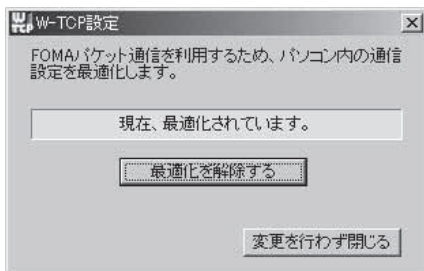 W-TCP設定
FOMAパケット通信を利用するため、パソコン内の通信
設定を最適化します。
現在、最適化されています。
最適化を解除する
変更を行わず閉じる